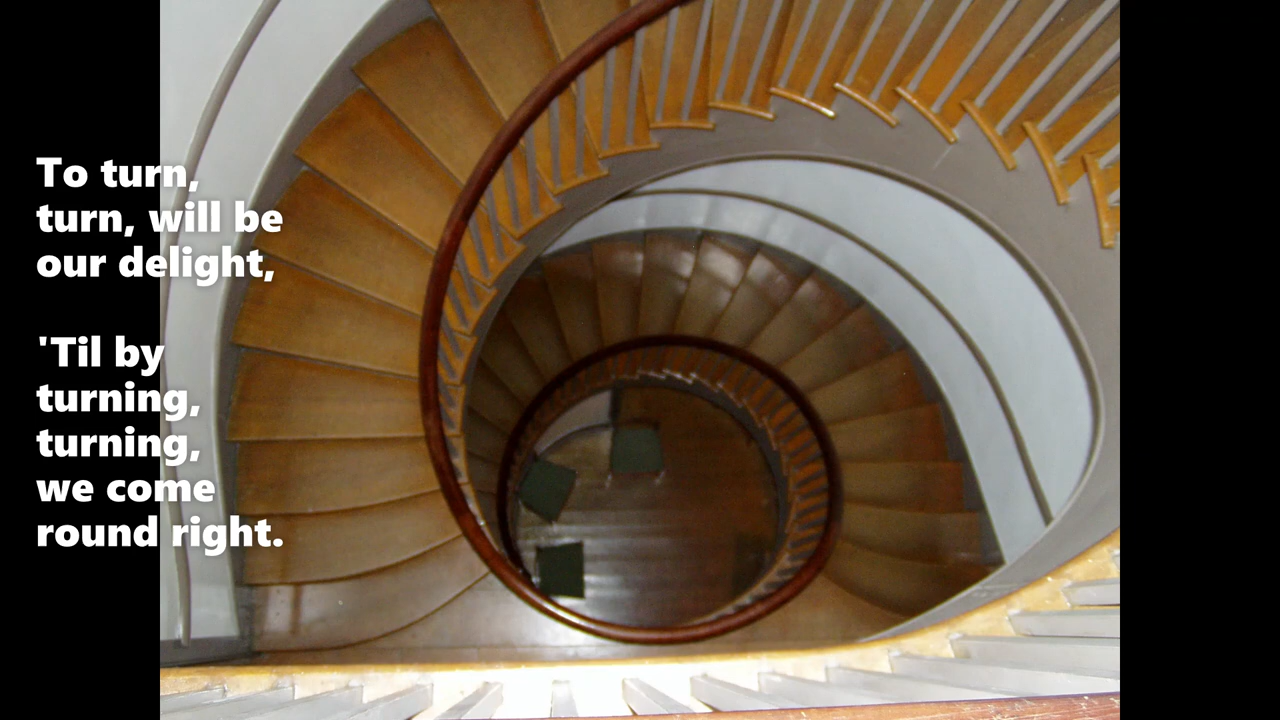 To turn,
turn, will be
our delight,
'Til by
turning,
turning,
we come
round right.